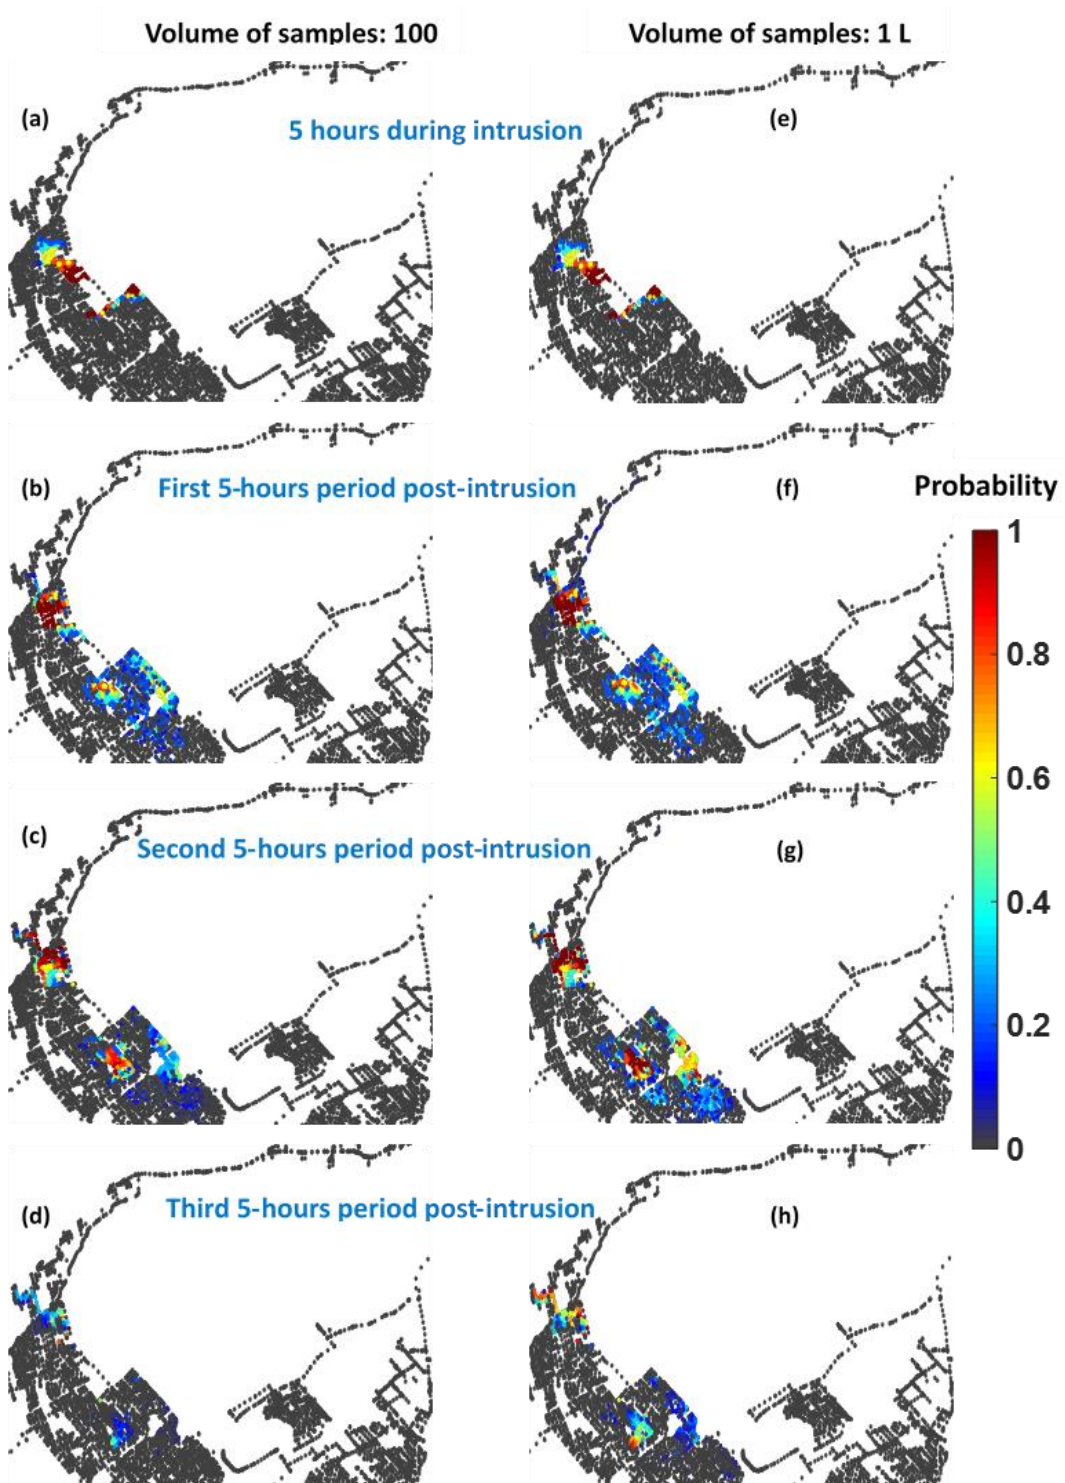 Volume of samples: 100
Volume of samples: 1 L
(a)
(e)
5 hours during intrusion
(b)
First 5-hours period post-intrusion
(f)
Probability
1
0.8
0.6
0.4
0.2
0
(c)
Second 5-hours period post-intrusion
(g)
(d)
Third 5-hours period post-intrusion
(h)